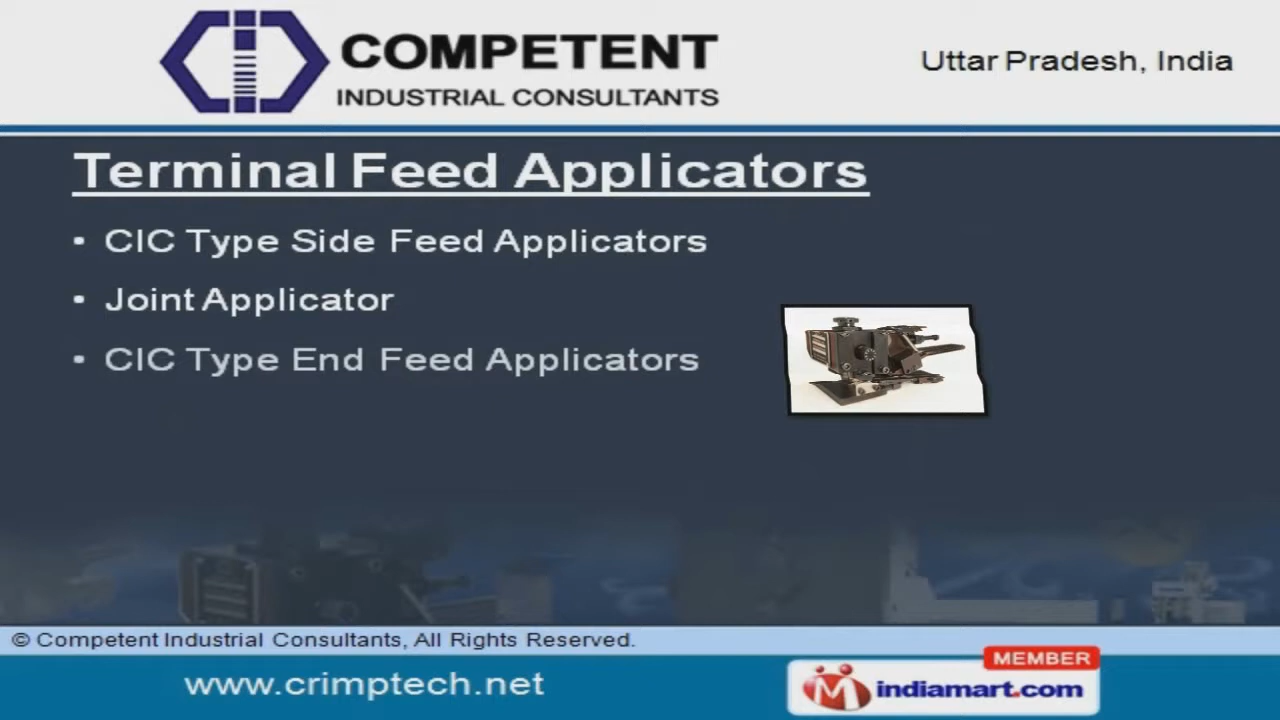 COMPETENT
INDUSTRIAL CONSULTANTS
Uttar Pradesh, India
Terminal Feed Applicators
• CIC Type Side Feed Applicators
• Joint Applicator
• CIC Type End Feed Applicators
© Competent Industrial Consultants, All Rights Reserved.
www.crimptech.net
MEMBER
indiamart.com